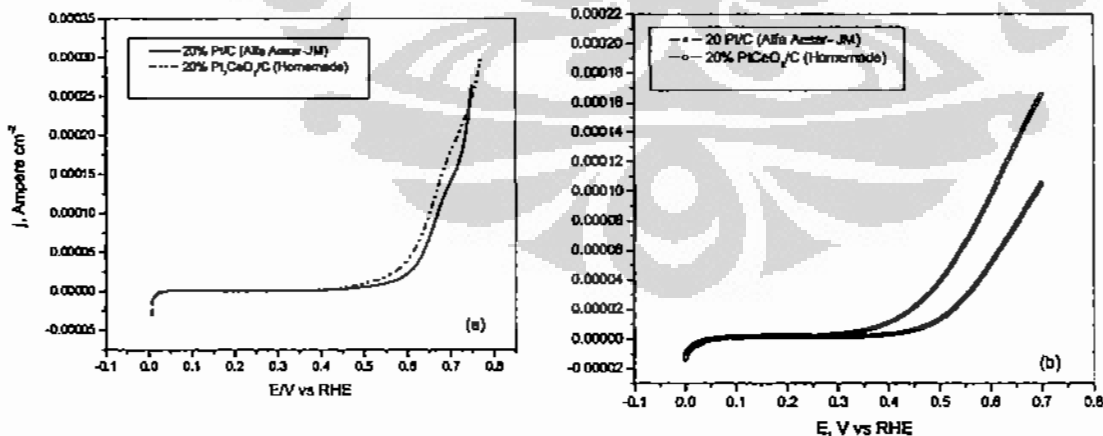 0.00035
0.00030
0.00025
0.00020
0.00015
0.00010
0.00005
0.00000
-0.00005
j, Ampere cm-2
20% Pt/C (Alfa Aesar-JM)
20% Pt2CeO2/C (Homemade)
(a)
-0.1 0.0 0.1 0.2 0.3 0.4 0.5 0.6 0.7 0.8
E/V vs RHE
0.00022
0.00020
0.00018
0.00016
0.00014
0.00012
0.00010
0.00008
0.00006
0.00004
0.00002
0.00000
-0.00002
20 Pt/C (Alfa Aesar- JM)
20% PtCeO2/C (Homemade)
(b)
-0.1 0.0 0.1 0.2 0.3 0.4 0.5 0.6 0.7 0.8
E, V vs RHE